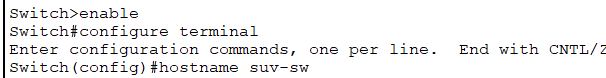 Switch>enable
Switch#configure terminal
Enter configuration commands, one per line.  End with CNTL/Z
Switch(config)#hostname suv-sw